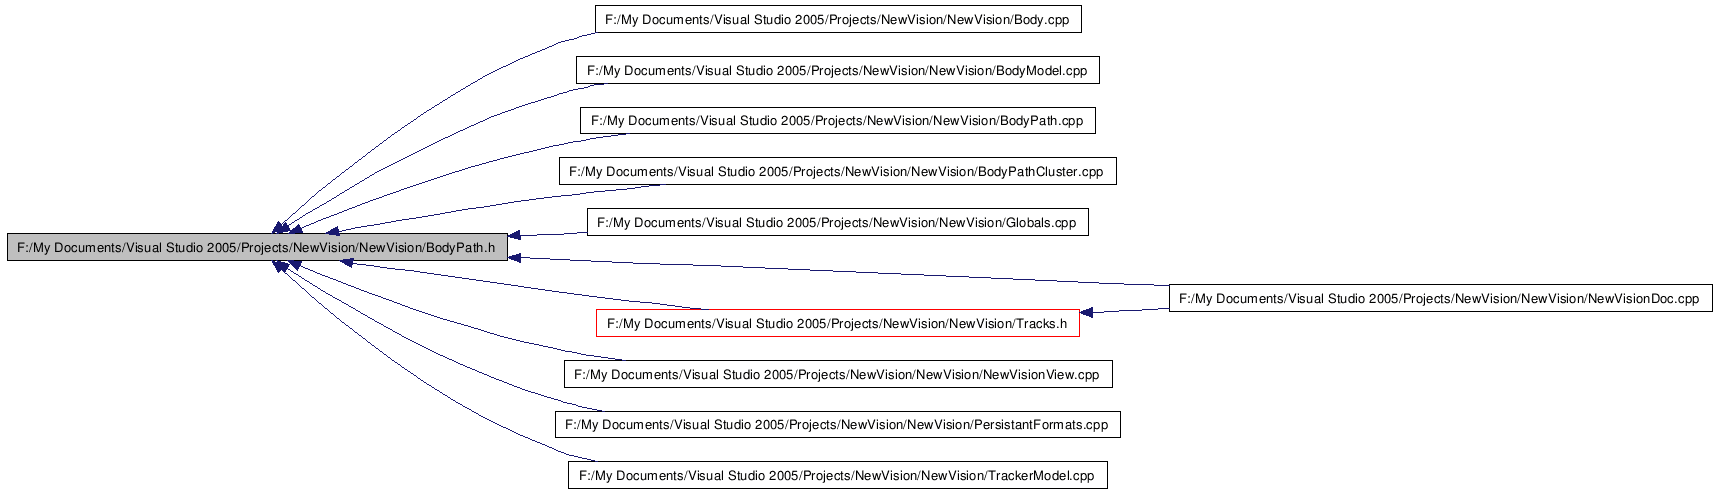 F:/My Documents/Visual Studio 2005/Projects/NewVision/NewVision/Body.cpp
F:/My Documents/Visual Studio 2005/Projects/NewVision/NewVision/BodyModel.cpp
F:/My Documents/Visual Studio 2005/Projects/NewVision/NewVision/BodyPath.cpp
F:/My Documents/Visual Studio 2005/Projects/NewVision/NewVision/BodyPathCluster.cpp
F:/My Documents/Visual Studio 2005/Projects/NewVision/NewVision/Globals.cpp
F:/My Documents/Visual Studio 2005/Projects/NewVision/NewVision/BodyPath.h
F:/My Documents/Visual Studio 2005/Projects/NewVision/NewVision/NewVisionDoc.cpp
F:/My Documents/Visual Studio 2005/Projects/NewVision/NewVision/Tracks.h
F:/My Documents/Visual Studio 2005/Projects/NewVision/NewVision/NewVisionView.cpp
F:/My Documents/Visual Studio 2005/Projects/NewVision/NewVision/PersistantFormats.cpp
F:/My Documents/Visual Studio 2005/Projects/NewVision/NewVision/TrackerModel.cpp